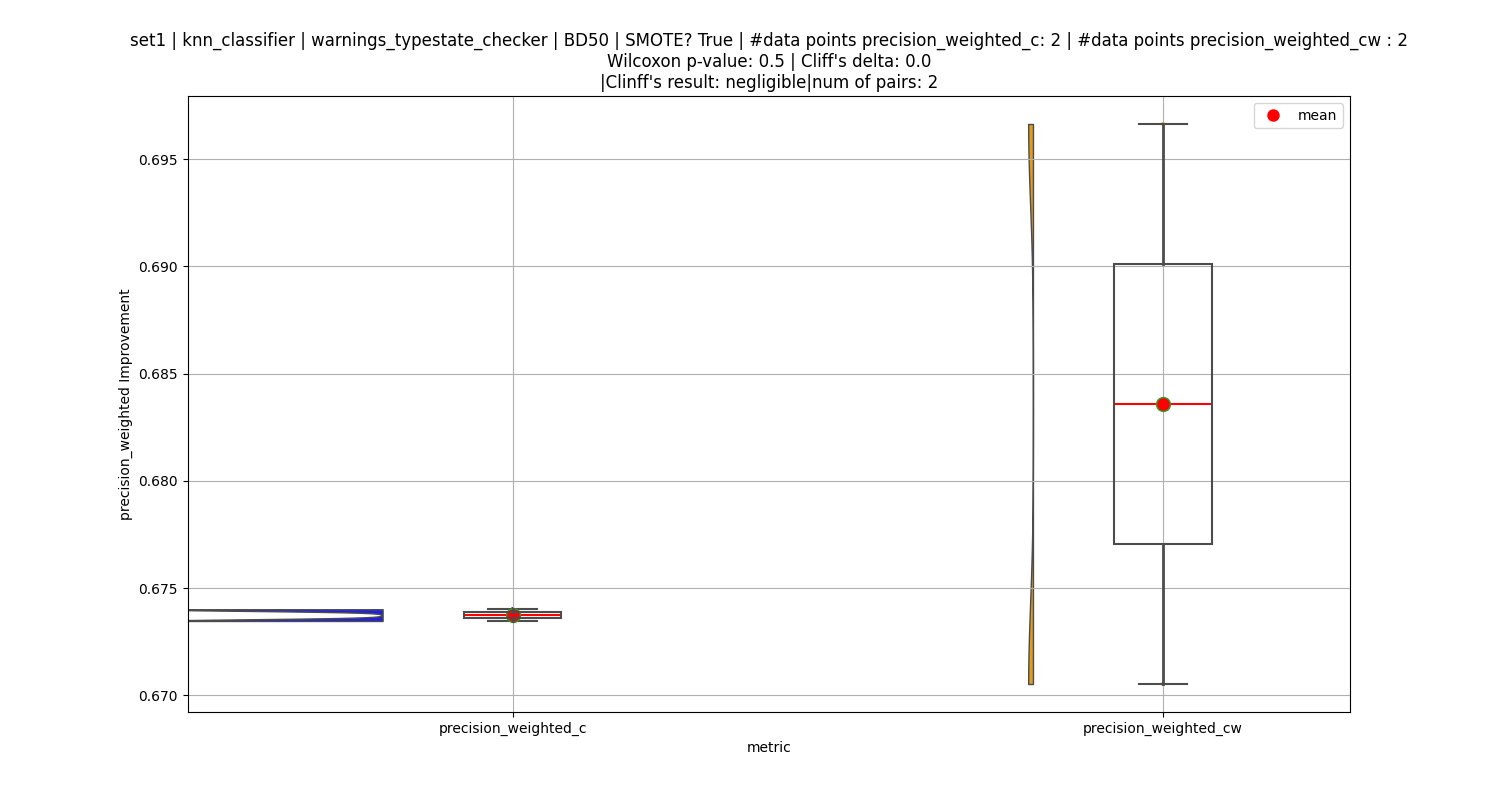 set1 | knn_classifier | warnings_typestate_checker | BD50 | SMOTE? True | #data points precision_weighted_c: 2 | #data points precision_weighted_cw : 2
Wilcoxon p-value: 0.5 | Cliff's delta: 0.0
|Clinff's result: negligible|num of pairs: 2
mean
0.695
0.690
0.685
0.680
0.675
0.670
precision_weighted Improvement
precision_weighted_c
precision_weighted_cw
metric